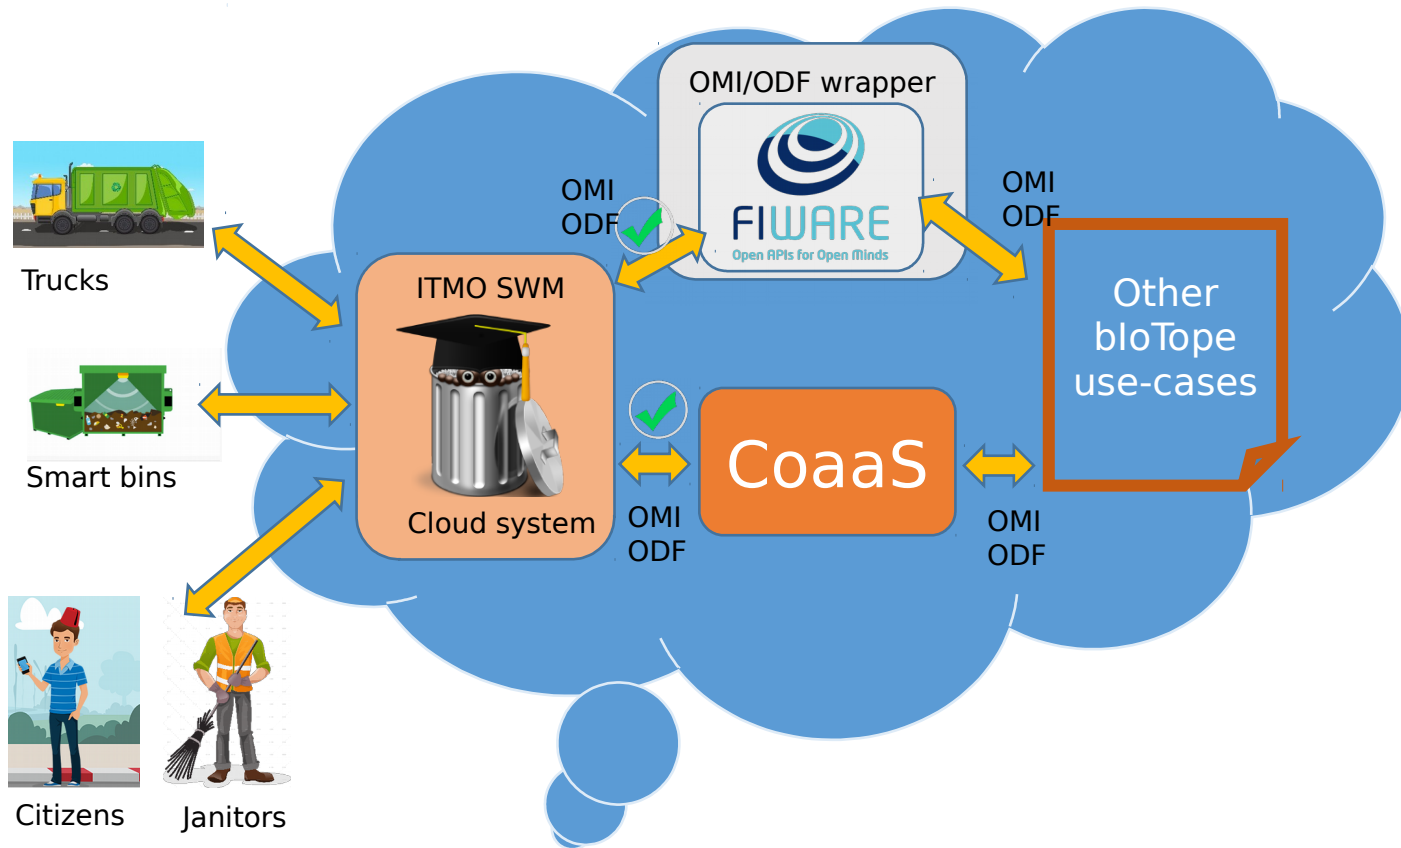 OMI/ODF wrapper
FIWARE
Open APIs for Open Minds
OMI
ODF
OMI
ODF
Trucks
ITMO SWM
Cloud system
Other
bIoTope
use-cases
Smart bins
CoaaS
OMI
ODF
OMI
ODF
Citizens
Janitors